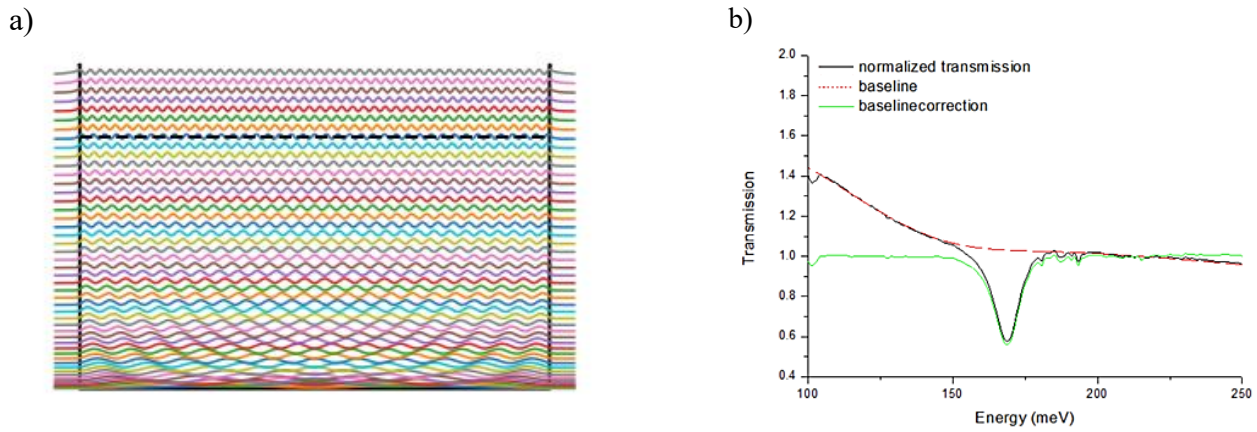 a)
b)
2.0
1.8
1.6
1.4
1.2
1.0
0.8
0.6
0.4
Transmission
normalized transmission
baseline
baselinecorrection
100 150 200 250
Energy (meV)